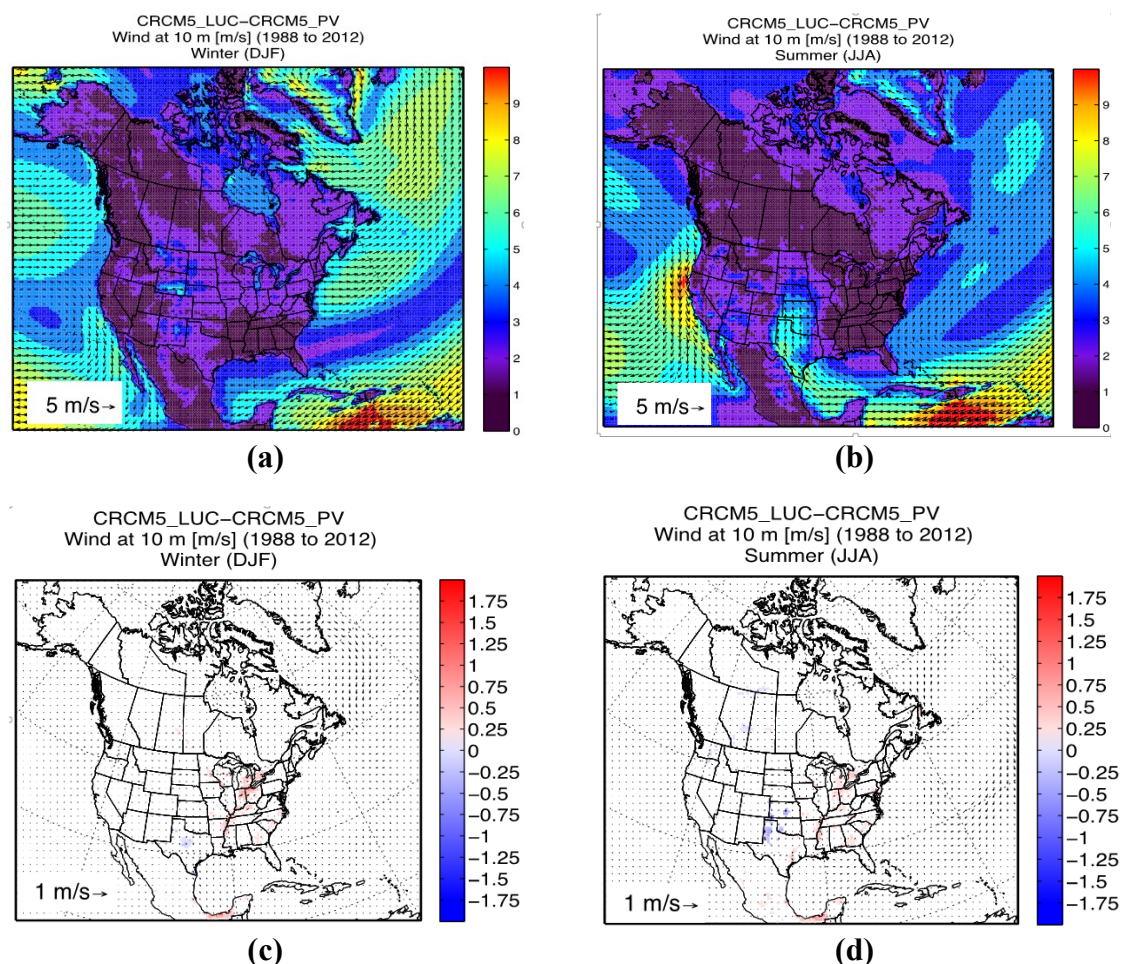 CRCM5_LUC-CRCM5_PV
Wind at 10 m [m/s] (1988 to 2012)
Winter (DJF)
9
8
7
6
5
4
3
2
1
0
5 m/s→
(a)
CRCM5_LUC-CRCM5_PV
Wind at 10 m [m/s] (1988 to 2012)
Summer (JJA)
9
8
7
6
5
4
3
2
1
0
5 m/s→
(b)
CRCM5_LUC-CRCM5_PV
Wind at 10 m [m/s] (1988 to 2012)
Winter (DJF)
1.75
1.5
1.25
1
0.75
0.5
0.25
0
−0.25
−0.5
−0.75
−1
−1.25
−1.5
−1.75
1 m/s→
(c)
CRCM5_LUC-CRCM5_PV
Wind at 10 m [m/s] (1988 to 2012)
Summer (JJA)
1.75
1.5
1.25
1
0.75
0.5
0.25
0
−0.25
−0.5
−0.75
−1
−1.25
−1.5
−1.75
1 m/s→
(d)